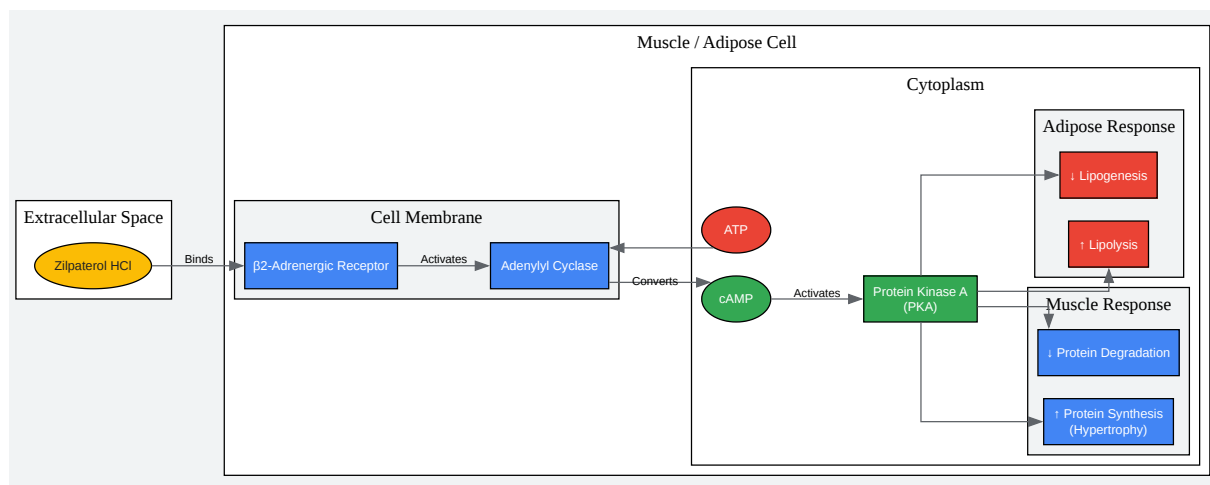 Muscle / Adipose Cell
Cytoplasm
Adipose Response
↓ Lipogenesis
↑ Lipolysis
Extracellular Space
Zilpaterol HCl
Binds
Cell Membrane
β2-Adrenergic Receptor
Activates
Adenylyl Cyclase
Converts
ATP
cAMP
Activates
Protein Kinase A
(PKA)
Muscle Response
↓ Protein Degradation
↑ Protein Synthesis
(Hypertrophy)